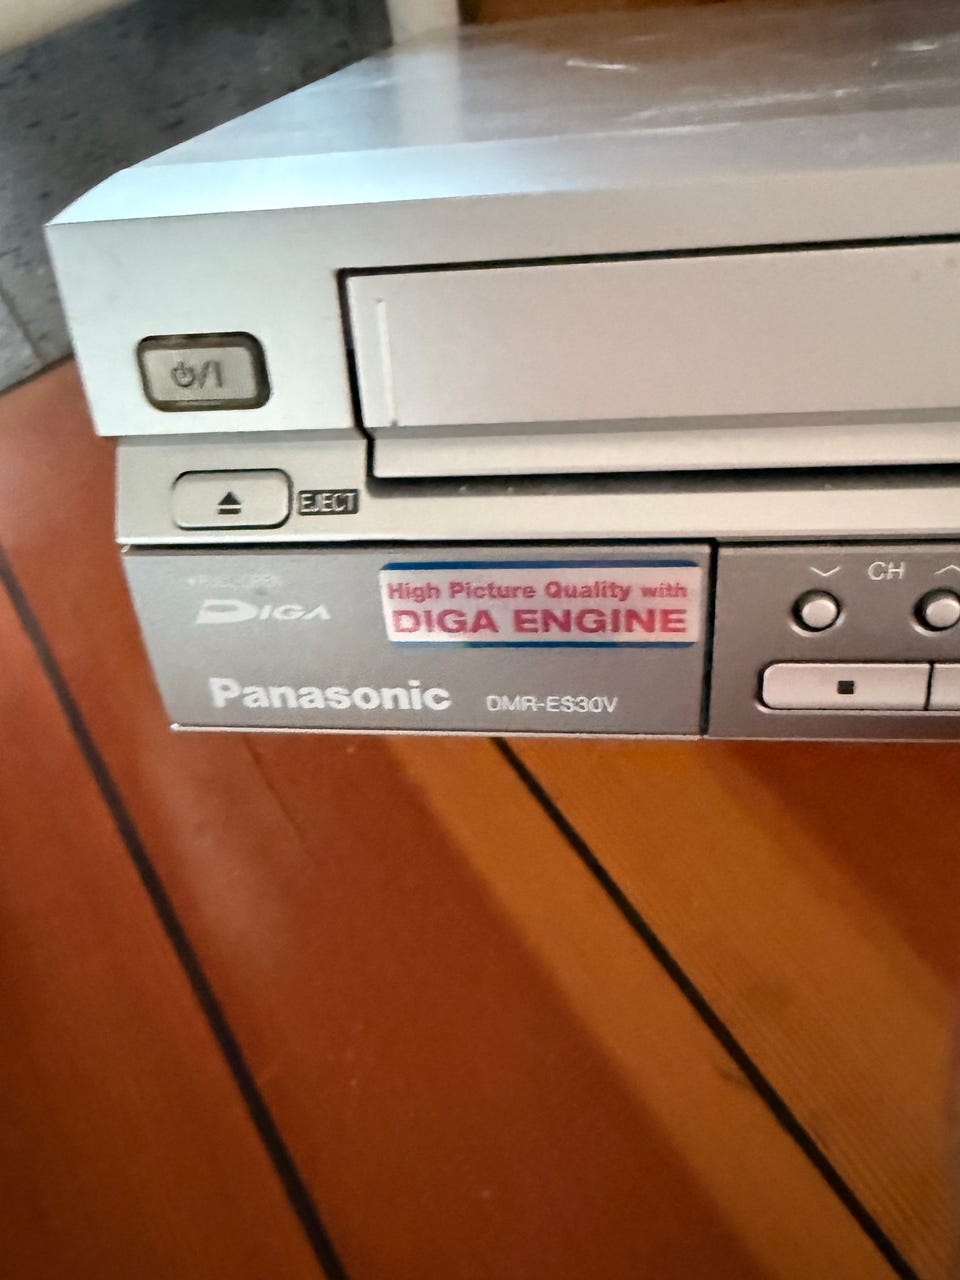 EJECT
DIGA
High Picture Quality with
DIGA ENGINE
CH
Panasonic DMR-ES30V